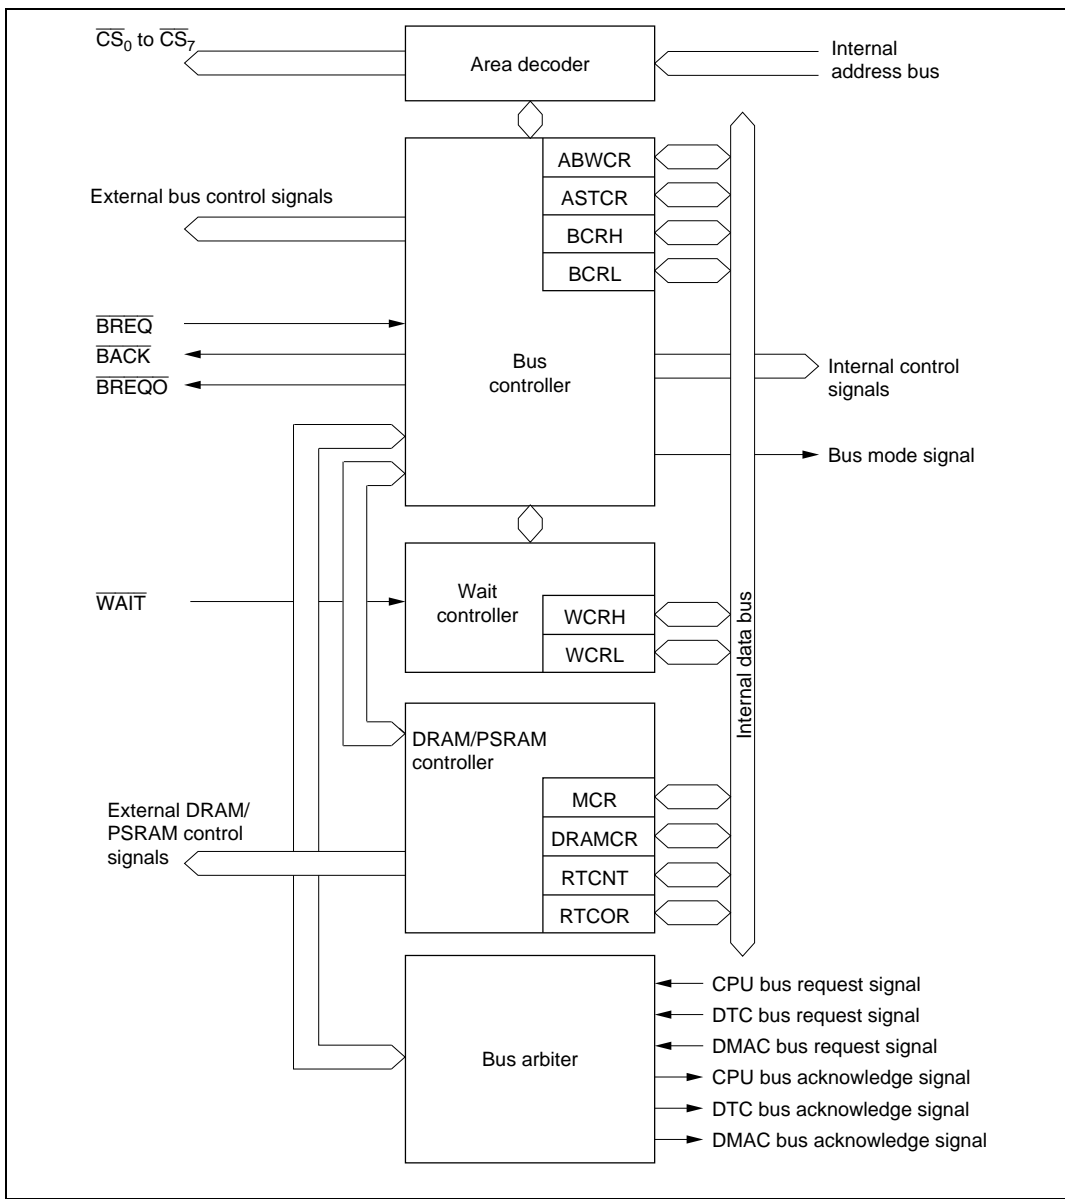 CS0 to CS7
Area decoder
Internal
address bus
ABWCR
ASTCR
External bus control signals
BCRH
BCRL
BREQ
BACK
BREQO
Bus
controller
Internal control
signals
Bus mode signal
WAIT
Wait
controller
WCRH
WCRL
Internal data bus
DRAM/PSRAM
controller
External DRAM/
PSRAM control
signals
MCR
DRAMCR
RTCNT
RTCOR
Bus arbiter
CPU bus request signal
DTC bus request signal
DMAC bus request signal
CPU bus acknowledge signal
DTC bus acknowledge signal
DMAC bus acknowledge signal